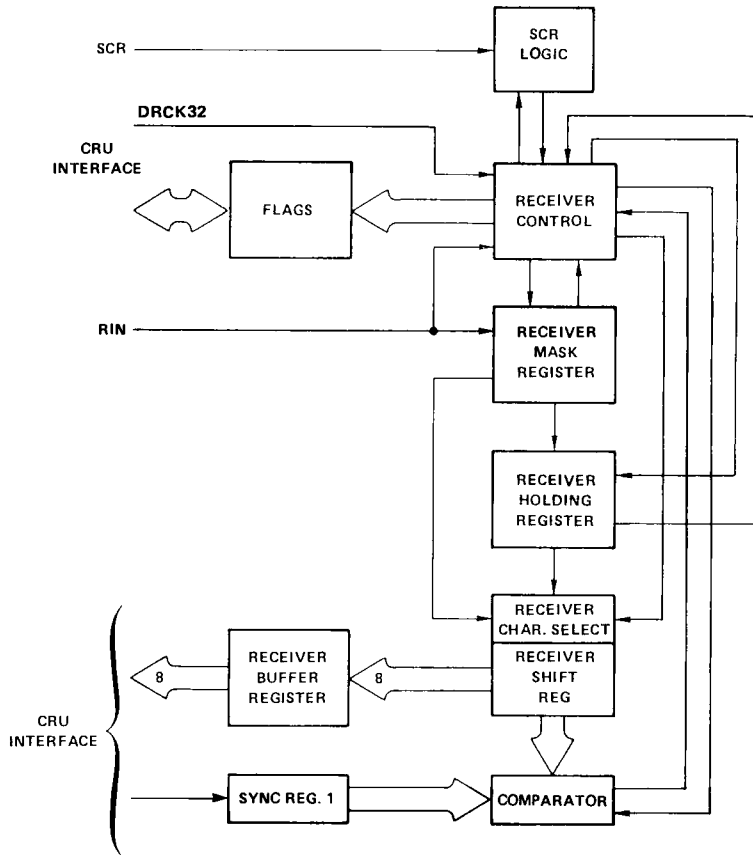 SCR
SCR
LOGIC
DRCK32
CRU
INTERFACE
FLAGS
RECEIVER
CONTROL
RIN
RECEIVER
MASK
REGISTER
RECEIVER
HOLDING
REGISTER
RECEIVER
CHAR. SELECT
RECEIVER
SHIFT
REG
8
RECEIVER
BUFFER
REGISTER
8
CRU
INTERFACE
SYNC REG. 1
COMPARATOR